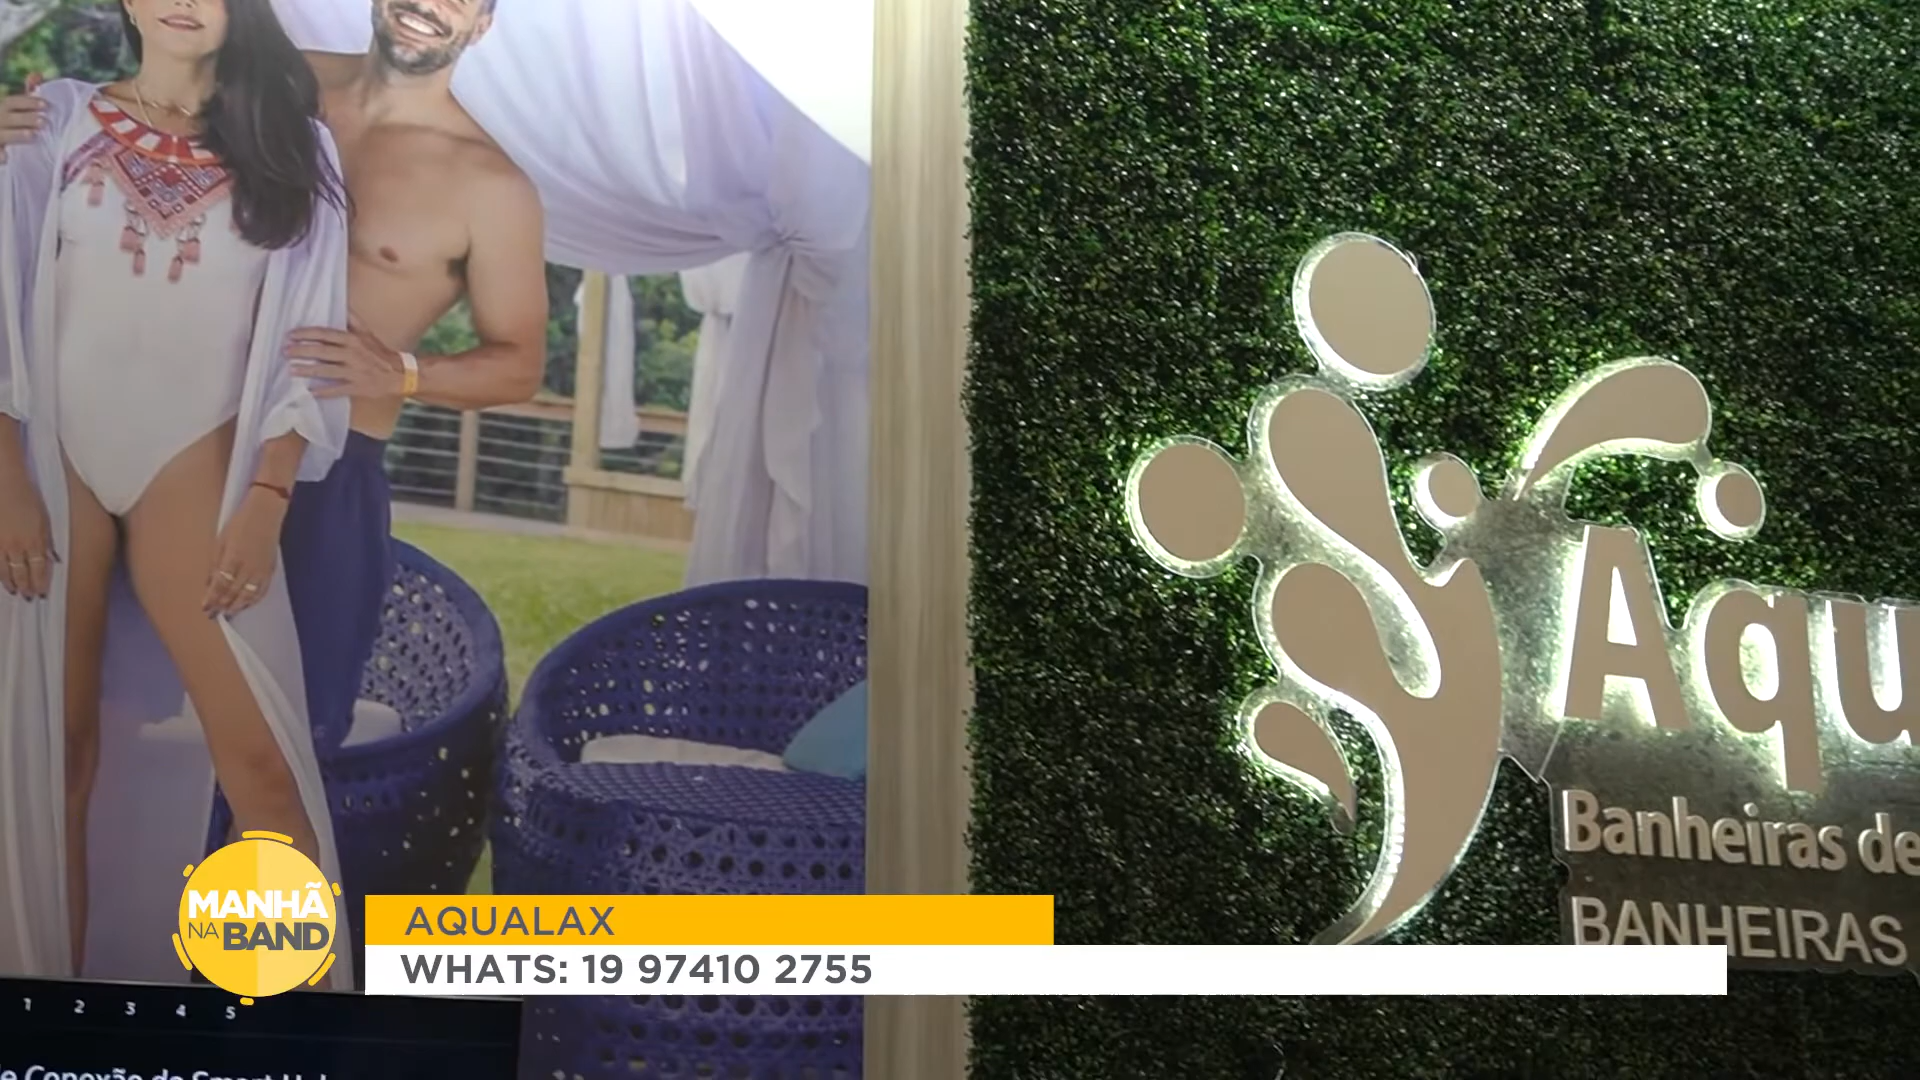 Aqu
Banheiras de
BANHEIRAS
MANHÃ
NA BAND
AQUALAX
WHATS: 19 97410 2755
1 2 3 4 5